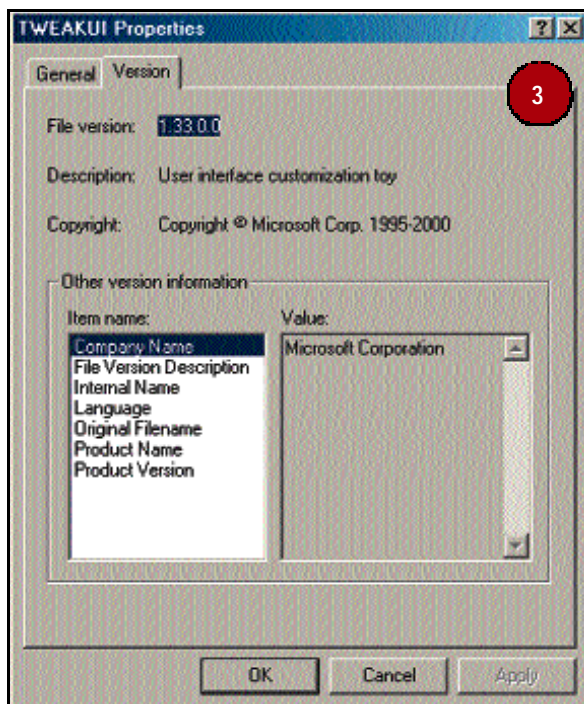 TWEAKUI Properties
General Version
3
File version: 1.33.0.0
Description: User interface customization toy
Copyright: Copyright © Microsoft Corp. 1995-2000
Other version information
Item name: Value:
Company Name Microsoft Corporation
File Version Description
Internal Name
Language
Original Filename
Product Name
Product Version
OK Cancel Apply